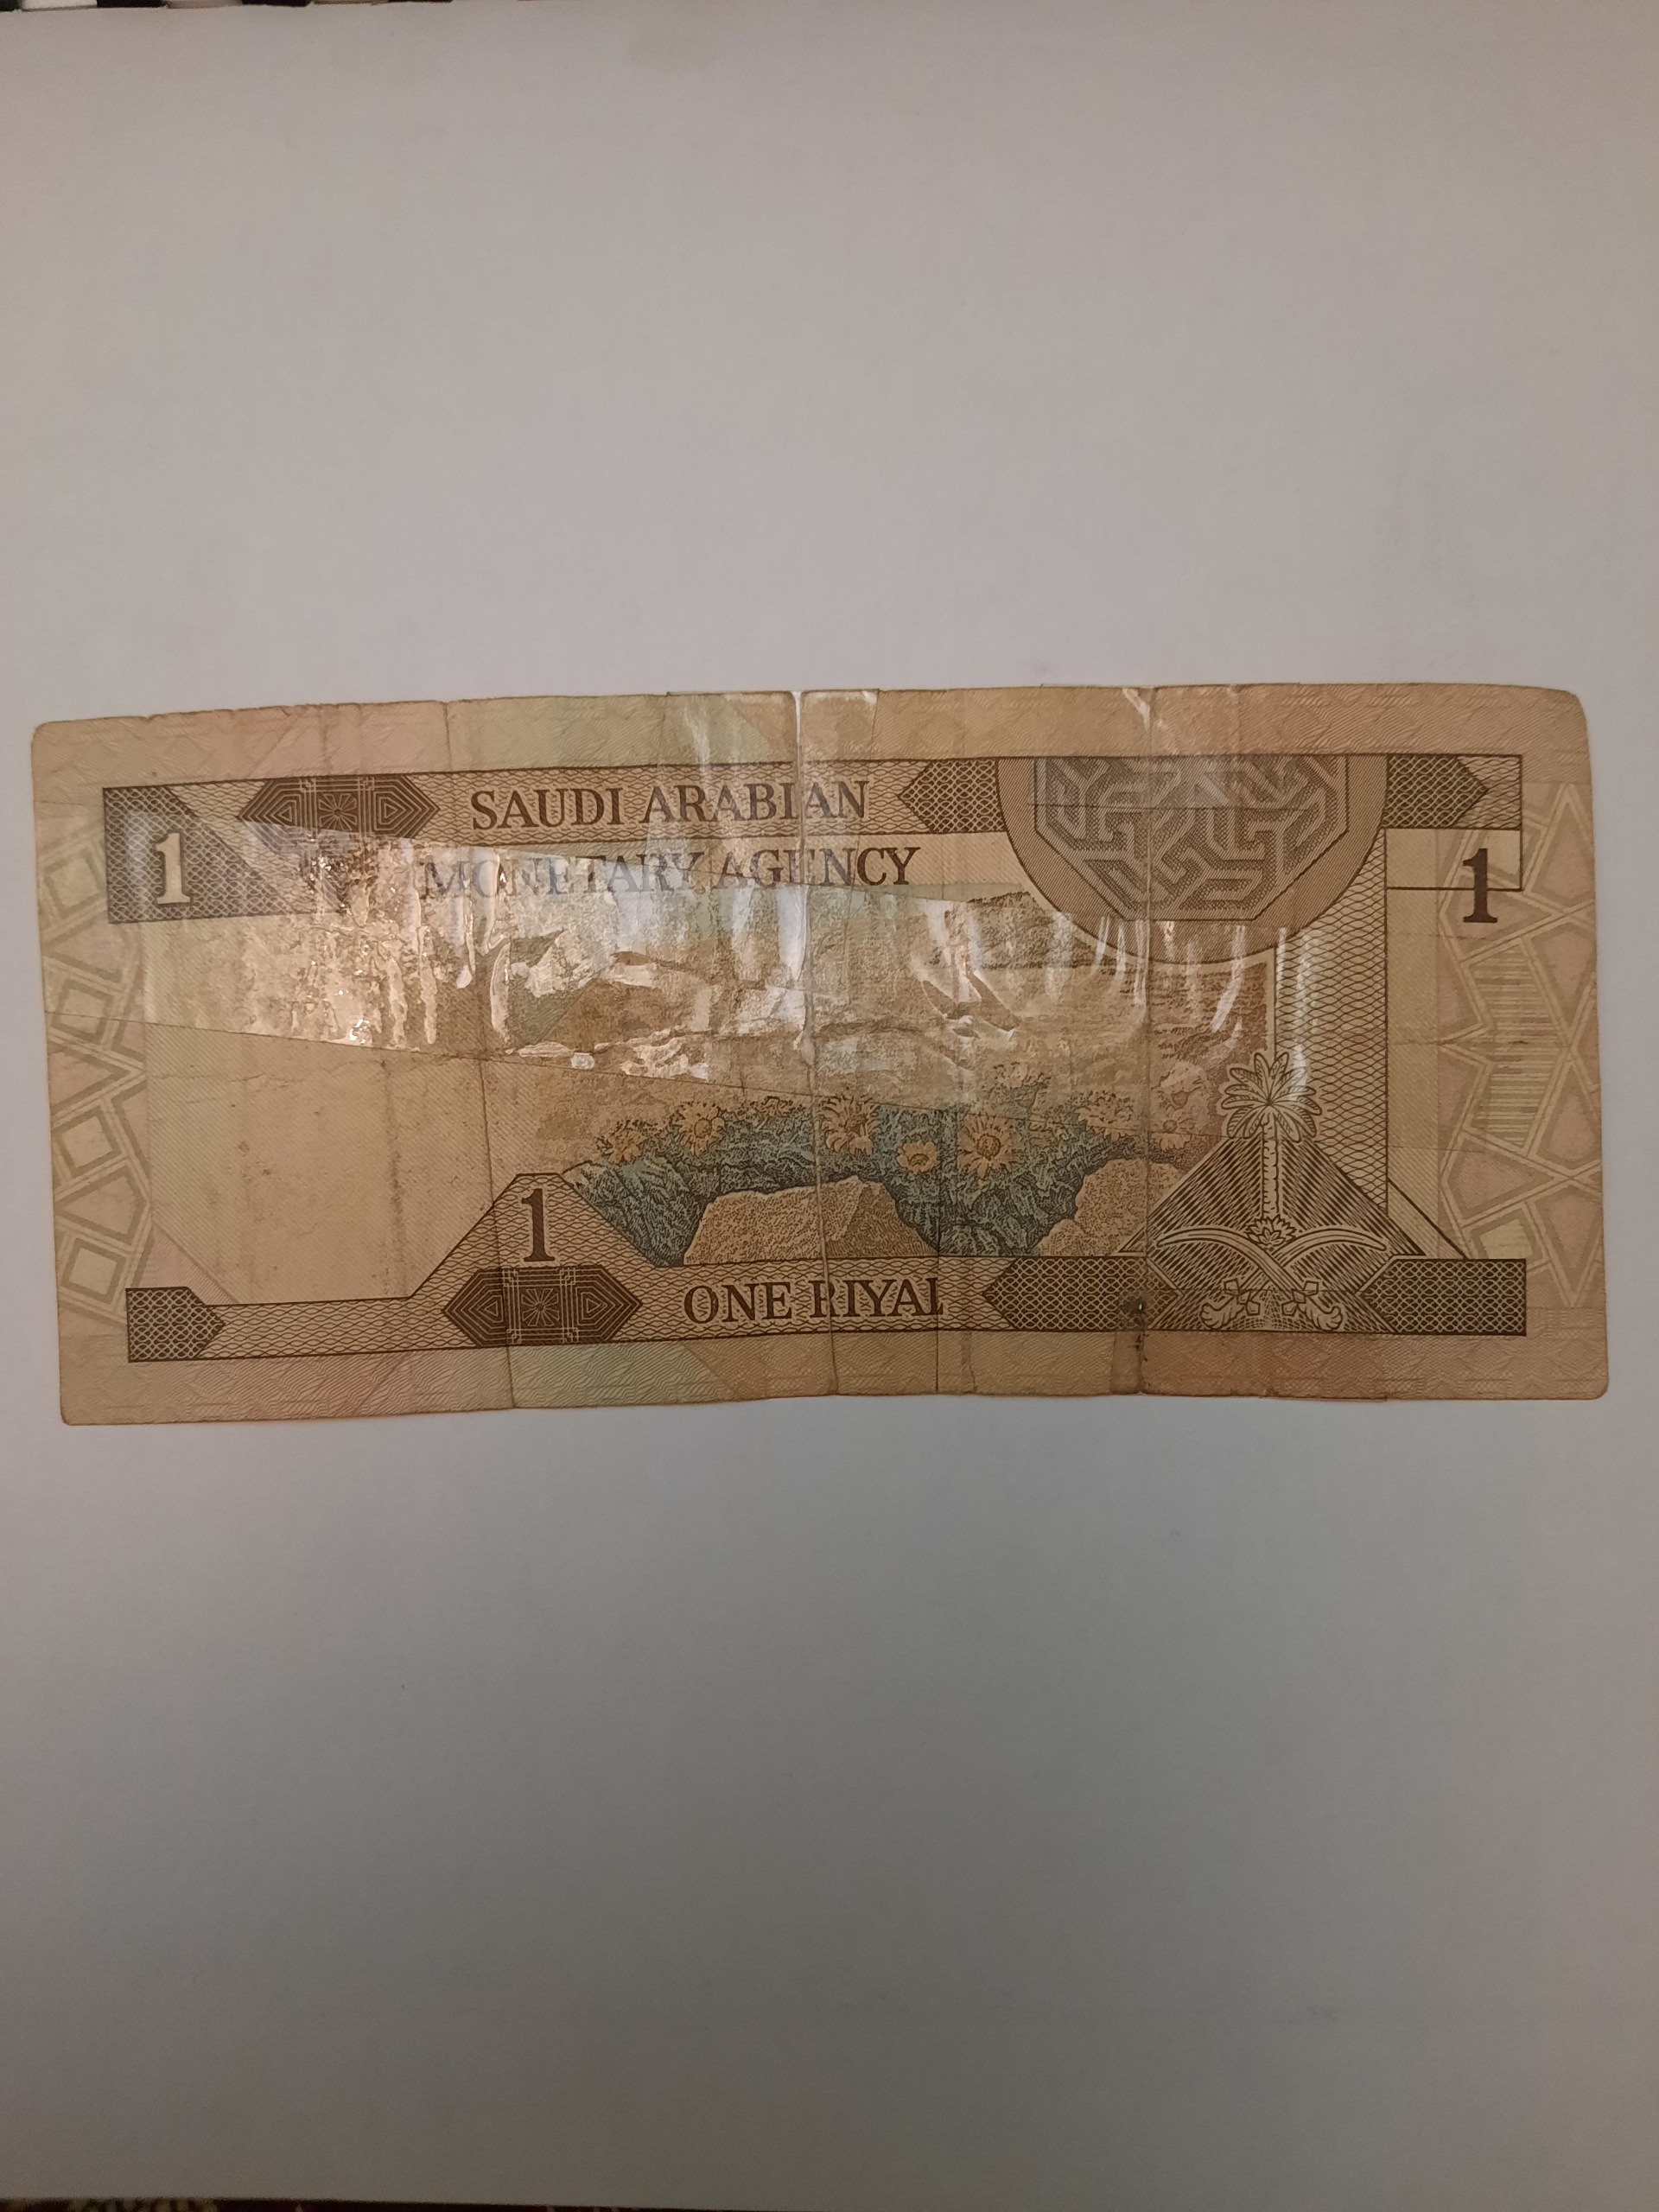 SAUDI ARABIAN
1
MONETARY AGENCY
1
1
ONE RIYAL